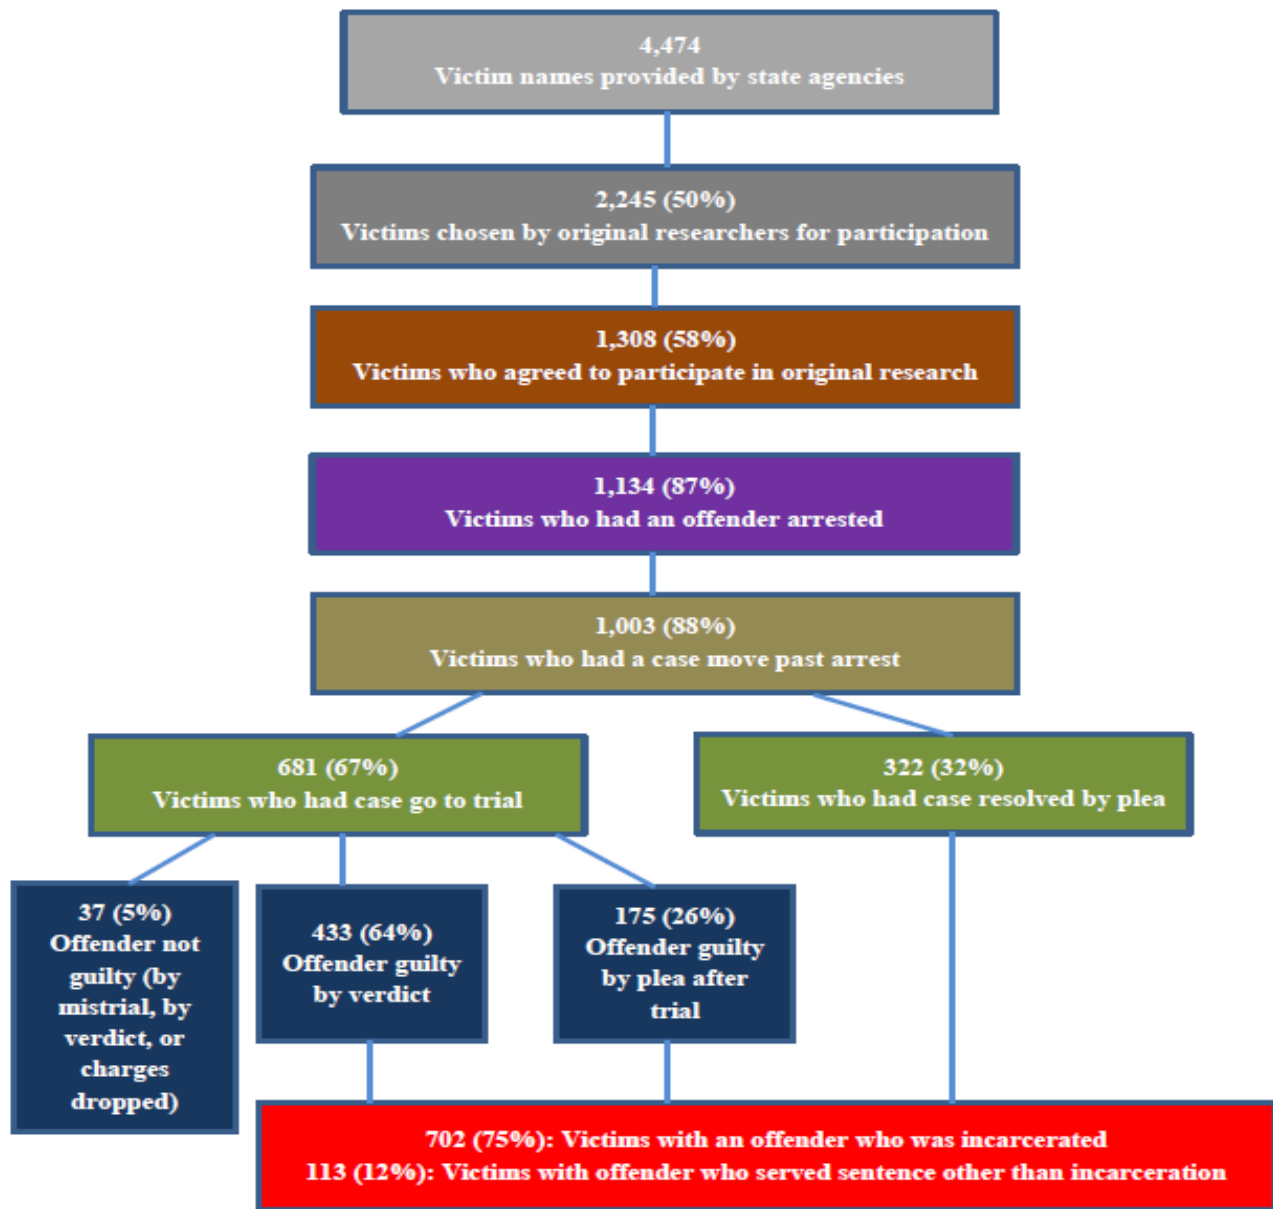 4,474
Victim names provided by state agencies
2,245 (50%)
Victims chosen by original researchers for participation
1,308 (58%)
Victims who agreed to participate in original research
1,134 (87%)
Victims who had an offender arrested
1,003 (88%)
Victims who had a case move past arrest
681 (67%)
Victims who had case go to trial
322 (32%)
Victims who had case resolved by plea
37 (5%)
Offender not
guilty (by
mistrial, by
verdict, or
charges
dropped)
433 (64%)
Offender guilty
by verdict
175 (26%)
Offender guilty
by plea after
trial
702 (75%): Victims with an offender who was incarcerated
113 (12%): Victims with offender who served sentence other than incarceration